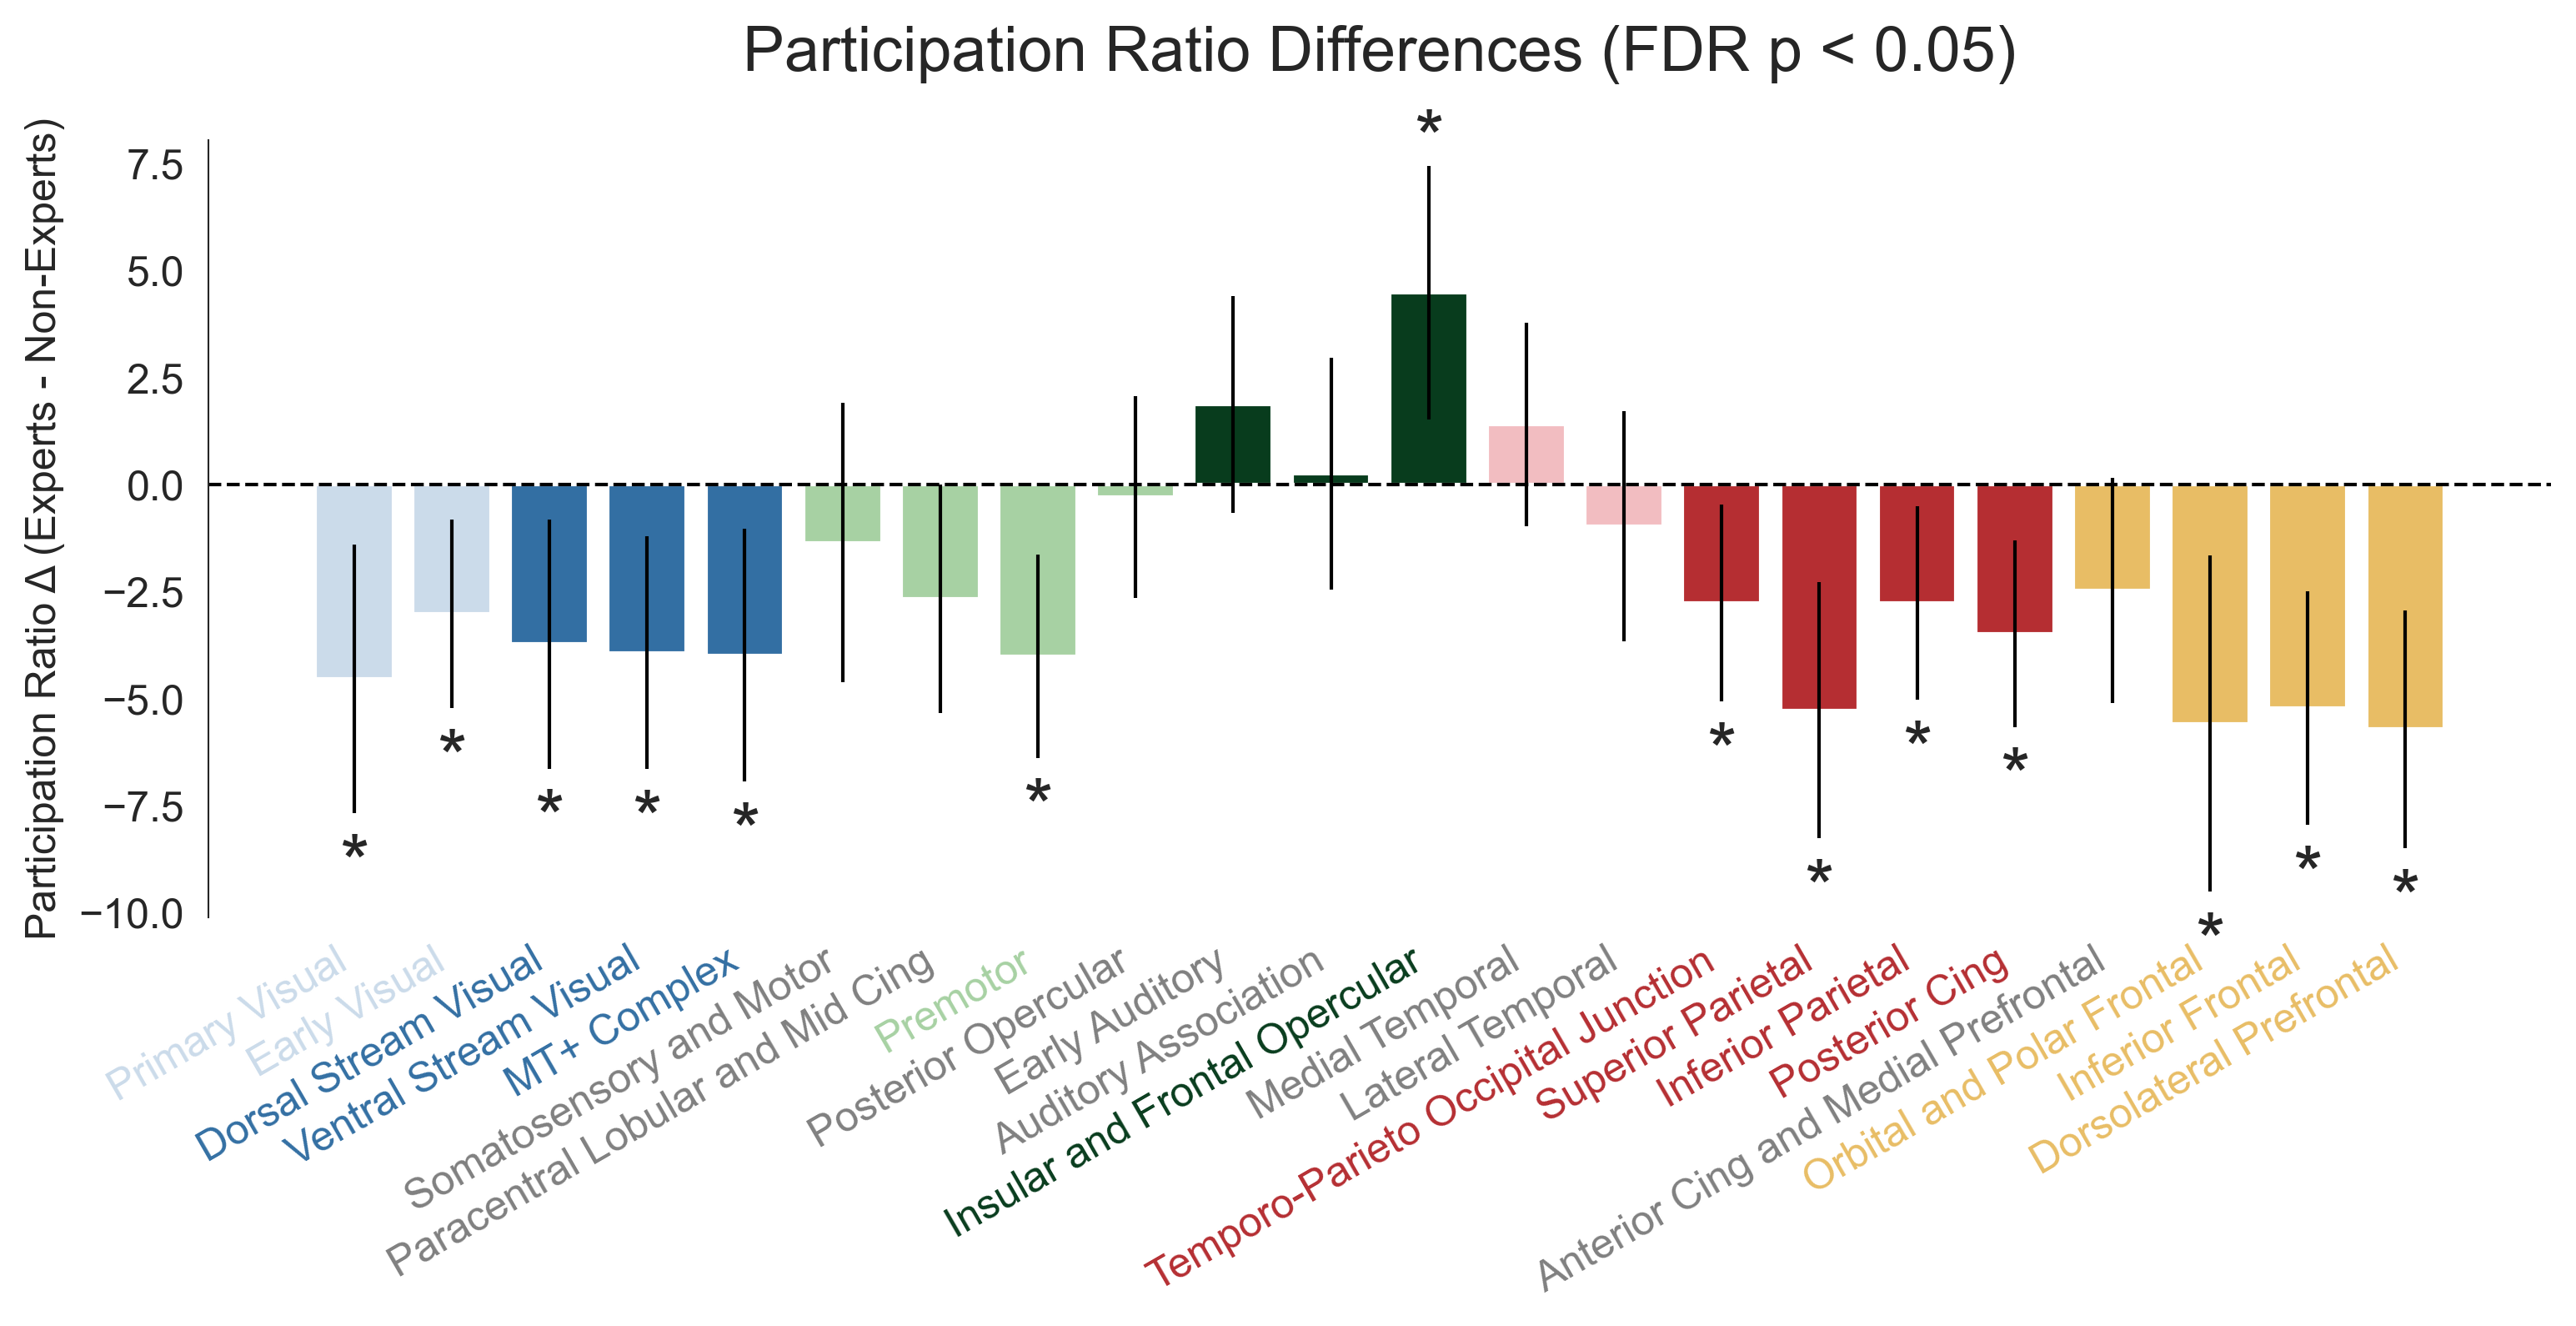 Participation Ratio Differences (FDR p < 0.05)
Participation Ratio Δ (Experts - Non-Experts)
7.5
5.0
2.5
0.0
−2.5
−5.0
−7.5
−10.0
*
*
*
*
*
*
*
*
*
*
*
*
*
*
Primary Visual
Early Visual
Dorsal Stream Visual
Ventral Stream Visual
MT+ Complex
Somatosensory and Motor
Paracentral Lobular and Mid Cing
Premotor
Posterior Opercular
Early Auditory
Auditory Association
Insular and Frontal Opercular
Medial Temporal
Lateral Temporal
Temporo-Parieto Occipital Junction
Superior Parietal
Inferior Parietal
Posterior Cing
Anterior Cing and Medial Prefrontal
Orbital and Polar Frontal
Inferior Frontal
Dorsolateral Prefrontal